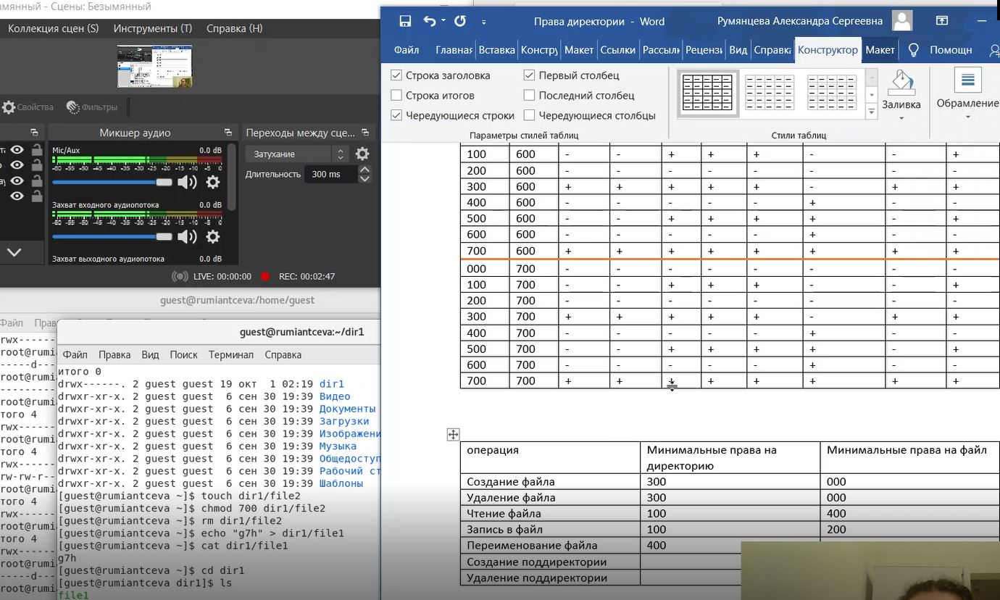 мянный - Сцены: Безымянный
Коллекция сцен (S) Инструменты (T) Справка (Н)
Свойства Фильтры
Микшер аудио
Переходы между сце...
Mic/Aux 0.0 dB
-60 -55 -50 -45 -40 -35 -30 -25 -20 -15 -10 -5 0
Затухание
Длительность 300 ms
Захват входного аудиопотока 0.0 dB
-60 -55 -50 -45 -40 -35 -30 -25 -20 -15 -10 -5 0
Захват выходного аудиопотока 0.0 dB
LIVE: 00:00:00 REC: 00:02:47
guest@rumiantceva:/home/guest
Файл Прав
rwx------
root@rumi
-----d---
root@rumi
---------
root@rumi
того 4
rwx------
root@rumi
того 4
rwx------
rw-rw-r--
root@rumi
того 4
rwx------
root@rumi
того 4
rwx------
root@rumi
-----d---
root@rumi
guest@rumiantceva:~/dir1
Файл Правка Вид Поиск Терминал Справка
итого 0
drwx------. 2 guest guest 19 окт 1 02:19 dir1
drwxr-xr-x. 2 guest guest 6 сен 30 19:39 Видео
drwxr-xr-x. 2 guest guest 6 сен 30 19:39 Документы
drwxr-xr-x. 2 guest guest 6 сен 30 19:39 Загрузки
drwxr-xr-x. 2 guest guest 6 сен 30 19:39 Изображени
drwxr-xr-x. 2 guest guest 6 сен 30 19:39 Музыка
drwxr-xr-x. 2 guest guest 6 сен 30 19:39 Общедоступ
drwxr-xr-x. 2 guest guest 6 сен 30 19:39 Рабочий ст
drwxr-xr-x. 2 guest guest 6 сен 30 19:39 Шаблоны
[guest@rumiantceva ~]$ touch dir1/file2
[guest@rumiantceva ~]$ chmod 700 dir1/file2
[guest@rumiantceva ~]$ rm dir1/file2
[guest@rumiantceva ~]$ echo "g7h" > dir1/file1
[guest@rumiantceva ~]$ cat dir1/file1
g7h
[guest@rumiantceva ~]$ cd dir1
[guest@rumiantceva dir1]$ ls
file1
Права директории - Word Румянцева Александра Сергеевна
Файл Главная Вставка Констру Макет Ссылки Рассылк Рецензи Вид Справка Конструктор Макет Помощн
Строка заголовка Первый столбец
Строка итогов Последний столбец
Чередующиеся строки Чередующиеся столбцы
Параметры стилей таблиц
Стили таблиц
Заливка
Обрамление
100 600 - - + + + - - +
200 600 - - - - - - - -
300 600 + + + + + - + +
400 600 - - - - - + - -
500 600 - - + + + + - +
600 600 - - - - - + - -
700 600 + + + + + + + +
000 700 - - - - - - - -
100 700 - - + + + - - +
200 700 - - - - - - - -
300 700 + + + + + - + +
400 700 - - - - - + - -
500 700 - - + + + + - +
600 700 - - - - - + - -
700 700 + + + + + + + +
операция Минимальные права на директорию Минимальные права на файл
Создание файла 300 000
Удаление файла 300 000
Чтение файла 100 400
Запись в файл 100 200
Переименование файла 400
Создание поддиректории
Удаление поддиректории